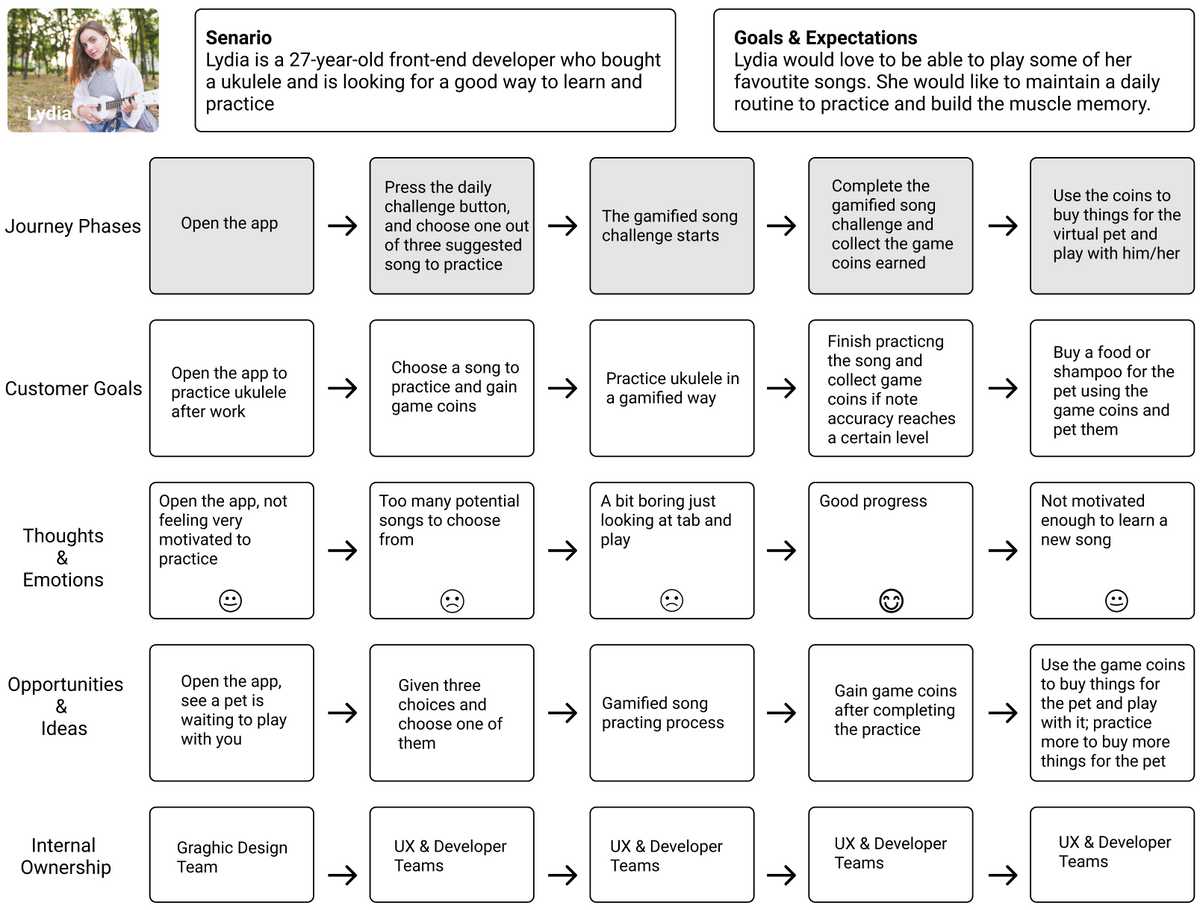 Lydia
Senario
Lydia is a 27-year-old front-end developer who bought
a ukulele and is looking for a good way to learn and
practice
Goals & Expectations
Lydia would love to be able to play some of her
favoutite songs. She would like to maintain a daily
routine to practice and build the muscle memory.
Journey Phases
Open the app
Press the daily
challenge button,
and choose one out
of three suggested
song to practice
The gamified song
challenge starts
Complete the
gamified song
challenge and
collect the game
coins earned
Use the coins to
buy things for the
virtual pet and
play with him/her
Customer Goals
Open the app to
practice ukulele
after work
Choose a song to
practice and gain
game coins
Practice ukulele in
a gamified way
Finish practicng
the song and
collect game
coins if note
accuracy reaches
a certain level
Buy a food or
shampoo for the
pet using the
game coins and
pet them
Thoughts
&
Emotions
Open the app, not
feeling very
motivated to
practice
Too many potential
songs to choose
from
A bit boring just
looking at tab and
play
Good progress
Not motivated
enough to learn a
new song
Opportunities
&
Ideas
Open the app,
see a pet is
waiting to play
with you
Given three
choices and
choose one of
them
Gamified song
practing process
Gain game coins
after completing
the practice
Use the game coins
to buy things for
the pet and play
with it; practice
more to buy more
things for the pet
Internal
Ownership
Graghic Design
Team
UX & Developer
Teams
UX & Developer
Teams
UX & Developer
Teams
UX & Developer
Teams